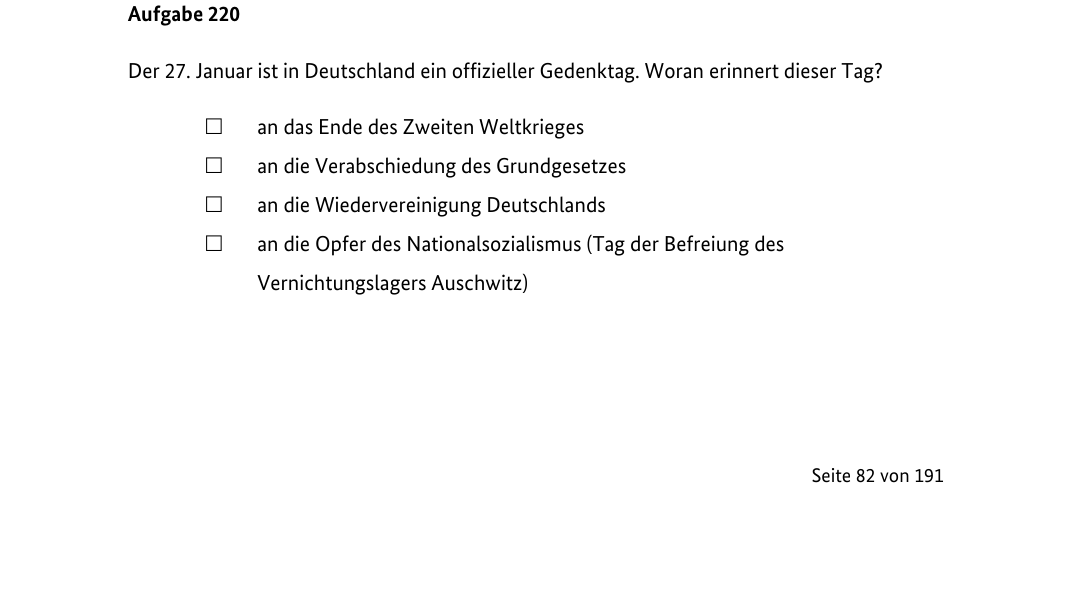 Aufgabe 220
Der 27. Januar ist in Deutschland ein offizieller Gedenktag. Woran erinnert dieser Tag?
☐ an das Ende des Zweiten Weltkrieges
☐ an die Verabschiedung des Grundgesetzes
☐ an die Wiedervereinigung Deutschlands
☐ an die Opfer des Nationalsozialismus (Tag der Befreiung des
Vernichtungslagers Auschwitz)
Seite 82 von 191